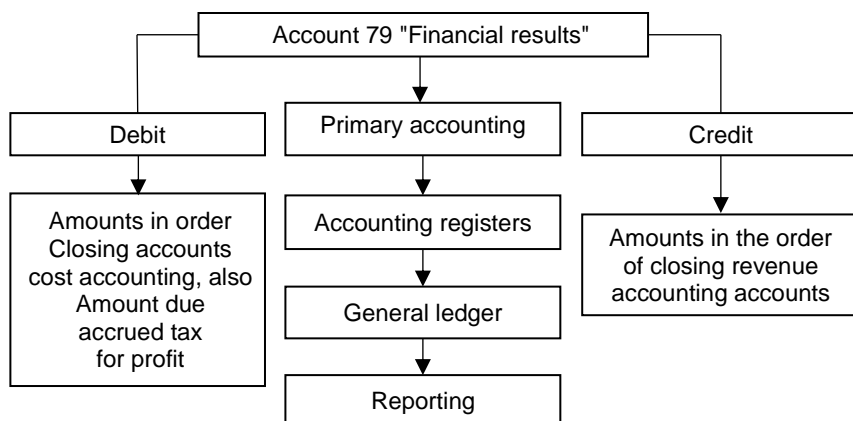 Account 79 "Financial results"
Debit
Primary accounting
Credit
Amounts in order
Closing accounts
cost accounting, also
Amount due
accrued tax
for profit
Accounting registers
General ledger
Reporting
Amounts in the order
of closing revenue
accounting accounts